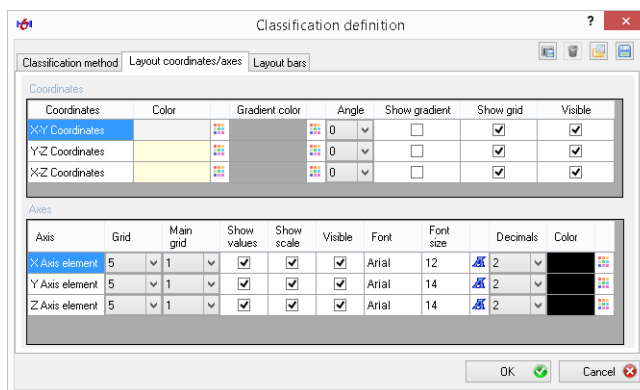 Classification definition ?
Classification method Layout coordinates/axes Layout bars
Coordinates
Coordinates Color Gradient color Angle Show gradient Show grid Visible
X-Y Coordinates 0
Y-Z Coordinates 0
X-Z Coordinates 0
Axes
Axis Grid Main grid Show values Show scale Visible Font Font size Decimals Color
X Axis element 5 1 Arial 12 2
Y Axis element 5 1 Arial 14 2
Z Axis element 5 1 Arial 14 2
OK Cancel